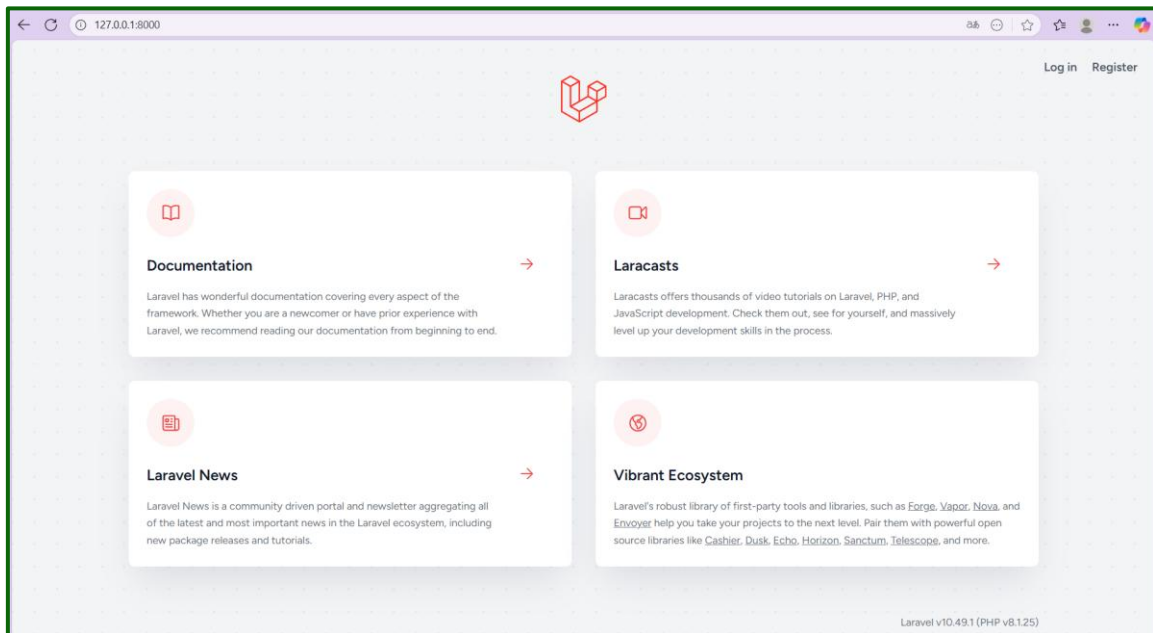 127.0.0.1:8000
Log in Register
Documentation
Laravel has wonderful documentation covering every aspect of the
framework. Whether you are a newcomer or have prior experience with
Laravel, we recommend reading our documentation from beginning to end.
Laracasts
Laracasts offers thousands of video tutorials on Laravel, PHP, and
JavaScript development. Check them out, see for yourself, and massively
level up your development skills in the process.
Laravel News
Laravel News is a community driven portal and newsletter aggregating all
of the latest and most important news in the Laravel ecosystem, including
new package releases and tutorials.
Vibrant Ecosystem
Laravel's robust library of first-party tools and libraries, such as Forge, Vapor, Nova, and
Envoyer help you take your projects to the next level. Pair them with powerful open
source libraries like Cashier, Dusk, Echo, Horizon, Sanctum, Telescope, and more.
Laravel v10.49.1 (PHP v8.1.25)